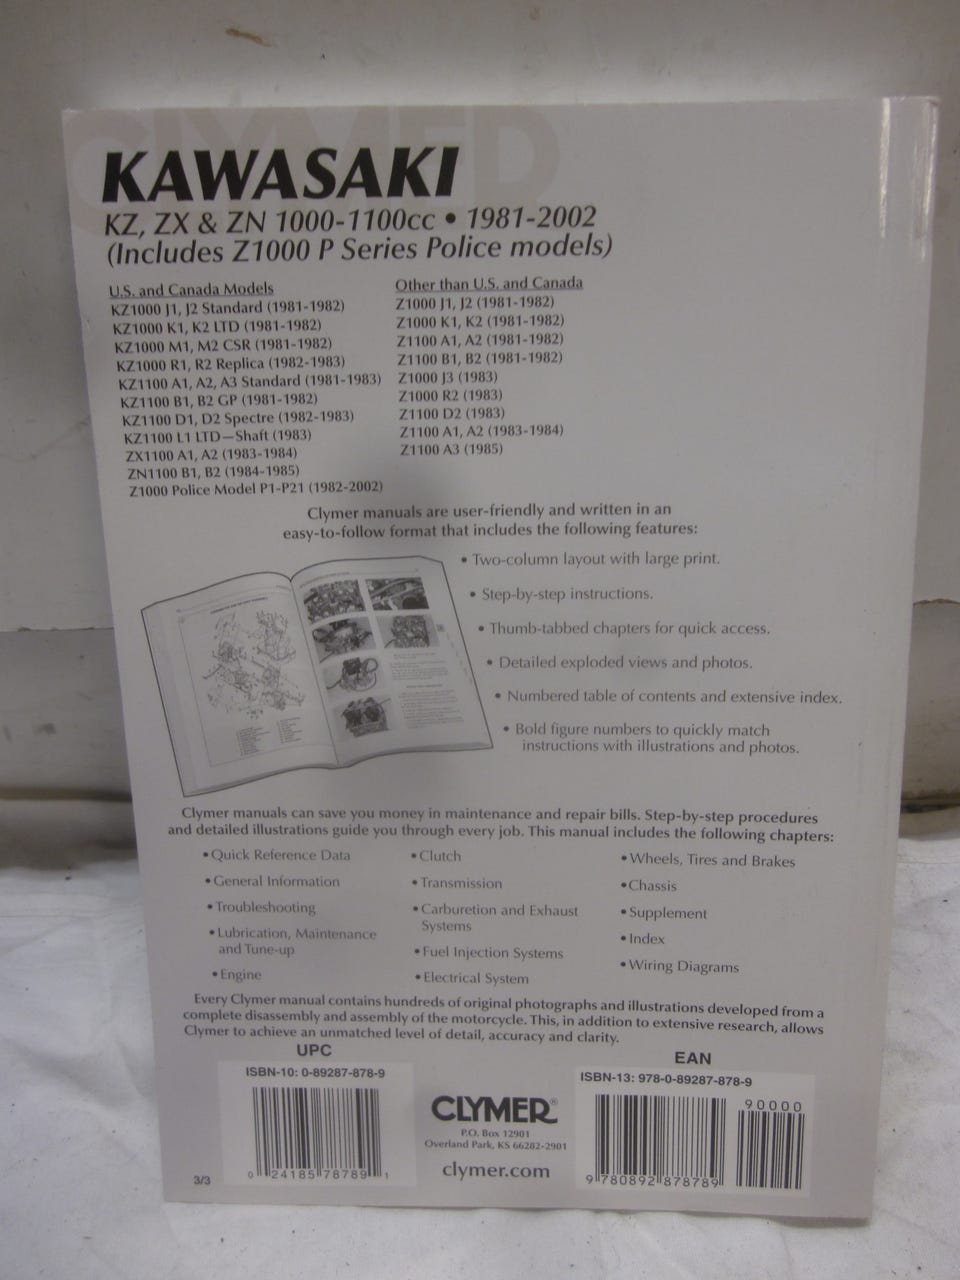 CLYMER
KAWASAKI
KZ, ZX & ZN 1000-1100cc • 1981-2002
(Includes Z1000 P Series Police models)
U.S. and Canada Models
KZ1000 J1, J2 Standard (1981-1982)
KZ1000 K1, K2 LTD (1981-1982)
KZ1000 M1, M2 CSR (1981-1982)
KZ1000 R1, R2 Replica (1982-1983)
KZ1100 A1, A2, A3 Standard (1981-1983)
KZ1100 B1, B2 GP (1981-1982)
KZ1100 D1, D2 Spectre (1982-1983)
KZ1100 L1 LTD—Shaft (1983)
ZX1100 A1, A2 (1983-1984)
ZN1100 B1, B2 (1984-1985)
Z1000 Police Model P1-P21 (1982-2002)
Other than U.S. and Canada
Z1000 J1, J2 (1981-1982)
Z1000 K1, K2 (1981-1982)
Z1100 A1, A2 (1981-1982)
Z1100 B1, B2 (1981-1982)
Z1000 J3 (1983)
Z1000 R2 (1983)
Z1100 D2 (1983)
Z1100 A1, A2 (1983-1984)
Z1100 A3 (1985)
Clymer manuals are user-friendly and written in an
easy-to-follow format that includes the following features:
• Two-column layout with large print.
• Step-by-step instructions.
• Thumb-tabbed chapters for quick access.
• Detailed exploded views and photos.
• Numbered table of contents and extensive index.
• Bold figure numbers to quickly match
instructions with illustrations and photos.
Clymer manuals can save you money in maintenance and repair bills. Step-by-step procedures
and detailed illustrations guide you through every job. This manual includes the following chapters:
• Quick Reference Data
• General Information
• Troubleshooting
• Lubrication, Maintenance
and Tune-up
• Engine
• Clutch
• Transmission
• Carburetion and Exhaust
Systems
• Fuel Injection Systems
• Electrical System
• Wheels, Tires and Brakes
• Chassis
• Supplement
• Index
• Wiring Diagrams
Every Clymer manual contains hundreds of original photographs and illustrations developed from a
complete disassembly and assembly of the motorcycle. This, in addition to extensive research, allows
Clymer to achieve an unmatched level of detail, accuracy and clarity.
UPC
ISBN-10: 0-89287-878-9
0 24185 78789 1
3/3
CLYMER®
P.O. Box 12901
Overland Park, KS 66282-2901
clymer.com
EAN
ISBN-13: 978-0-89287-878-9
90000
9 780892 878789